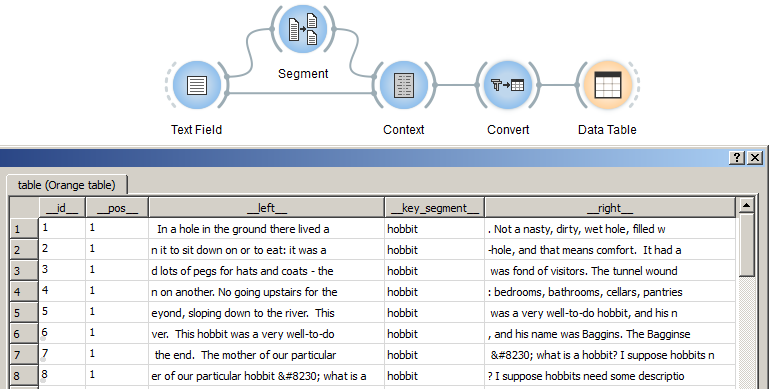 Segment
Text Field Context Convert Data Table
? X
table (Orange table)
__id__ __pos__ __left__ __key_segment__ __right__
1 1 1 In a hole in the ground there lived a hobbit . Not a nasty, dirty, wet hole, filled w
2 2 1 n it to sit down on or to eat: it was a hobbit -hole, and that means comfort. It had a
3 3 1 d lots of pegs for hats and coats - the hobbit was fond of visitors. The tunnel wound
4 4 1 n on another. No going upstairs for the hobbit : bedrooms, bathrooms, cellars, pantries
5 5 1 eyond, sloping down to the river. This hobbit was a very well-to-do hobbit, and his n
6 6 1 ver. This hobbit was a very well-to-do hobbit , and his name was Baggins. The Bagginse
7 7 1 the end. The mother of our particular hobbit &#8230; what is a hobbit? I suppose hobbits n
8 8 1 er of our particular hobbit &#8230; what is a hobbit ? I suppose hobbits need some descriptio